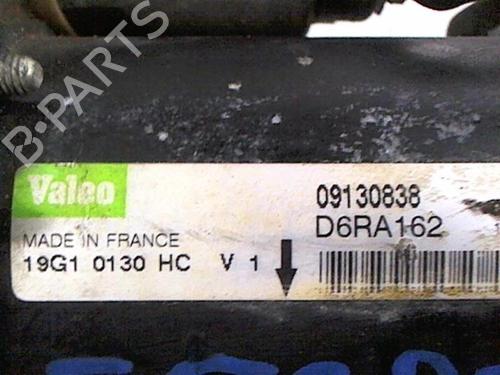 B-PARTS
Valeo
09130838
D6RA162
MADE IN FRANCE
19G1 0130 HC V 1